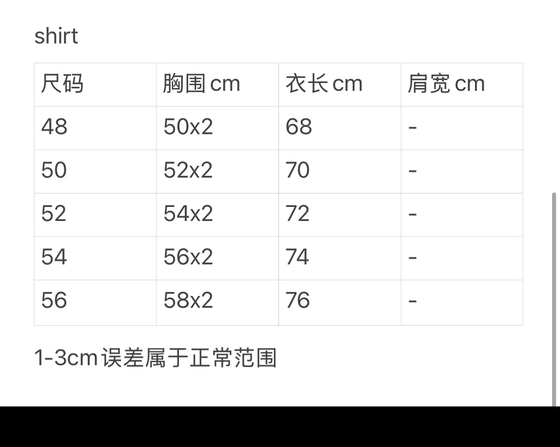 shirt
尺码 胸围cm 衣长cm 肩宽cm
48 50x2 68 -
50 52x2 70 -
52 54x2 72 -
54 56x2 74 -
56 58x2 76 -
1-3cm误差属于正常范围